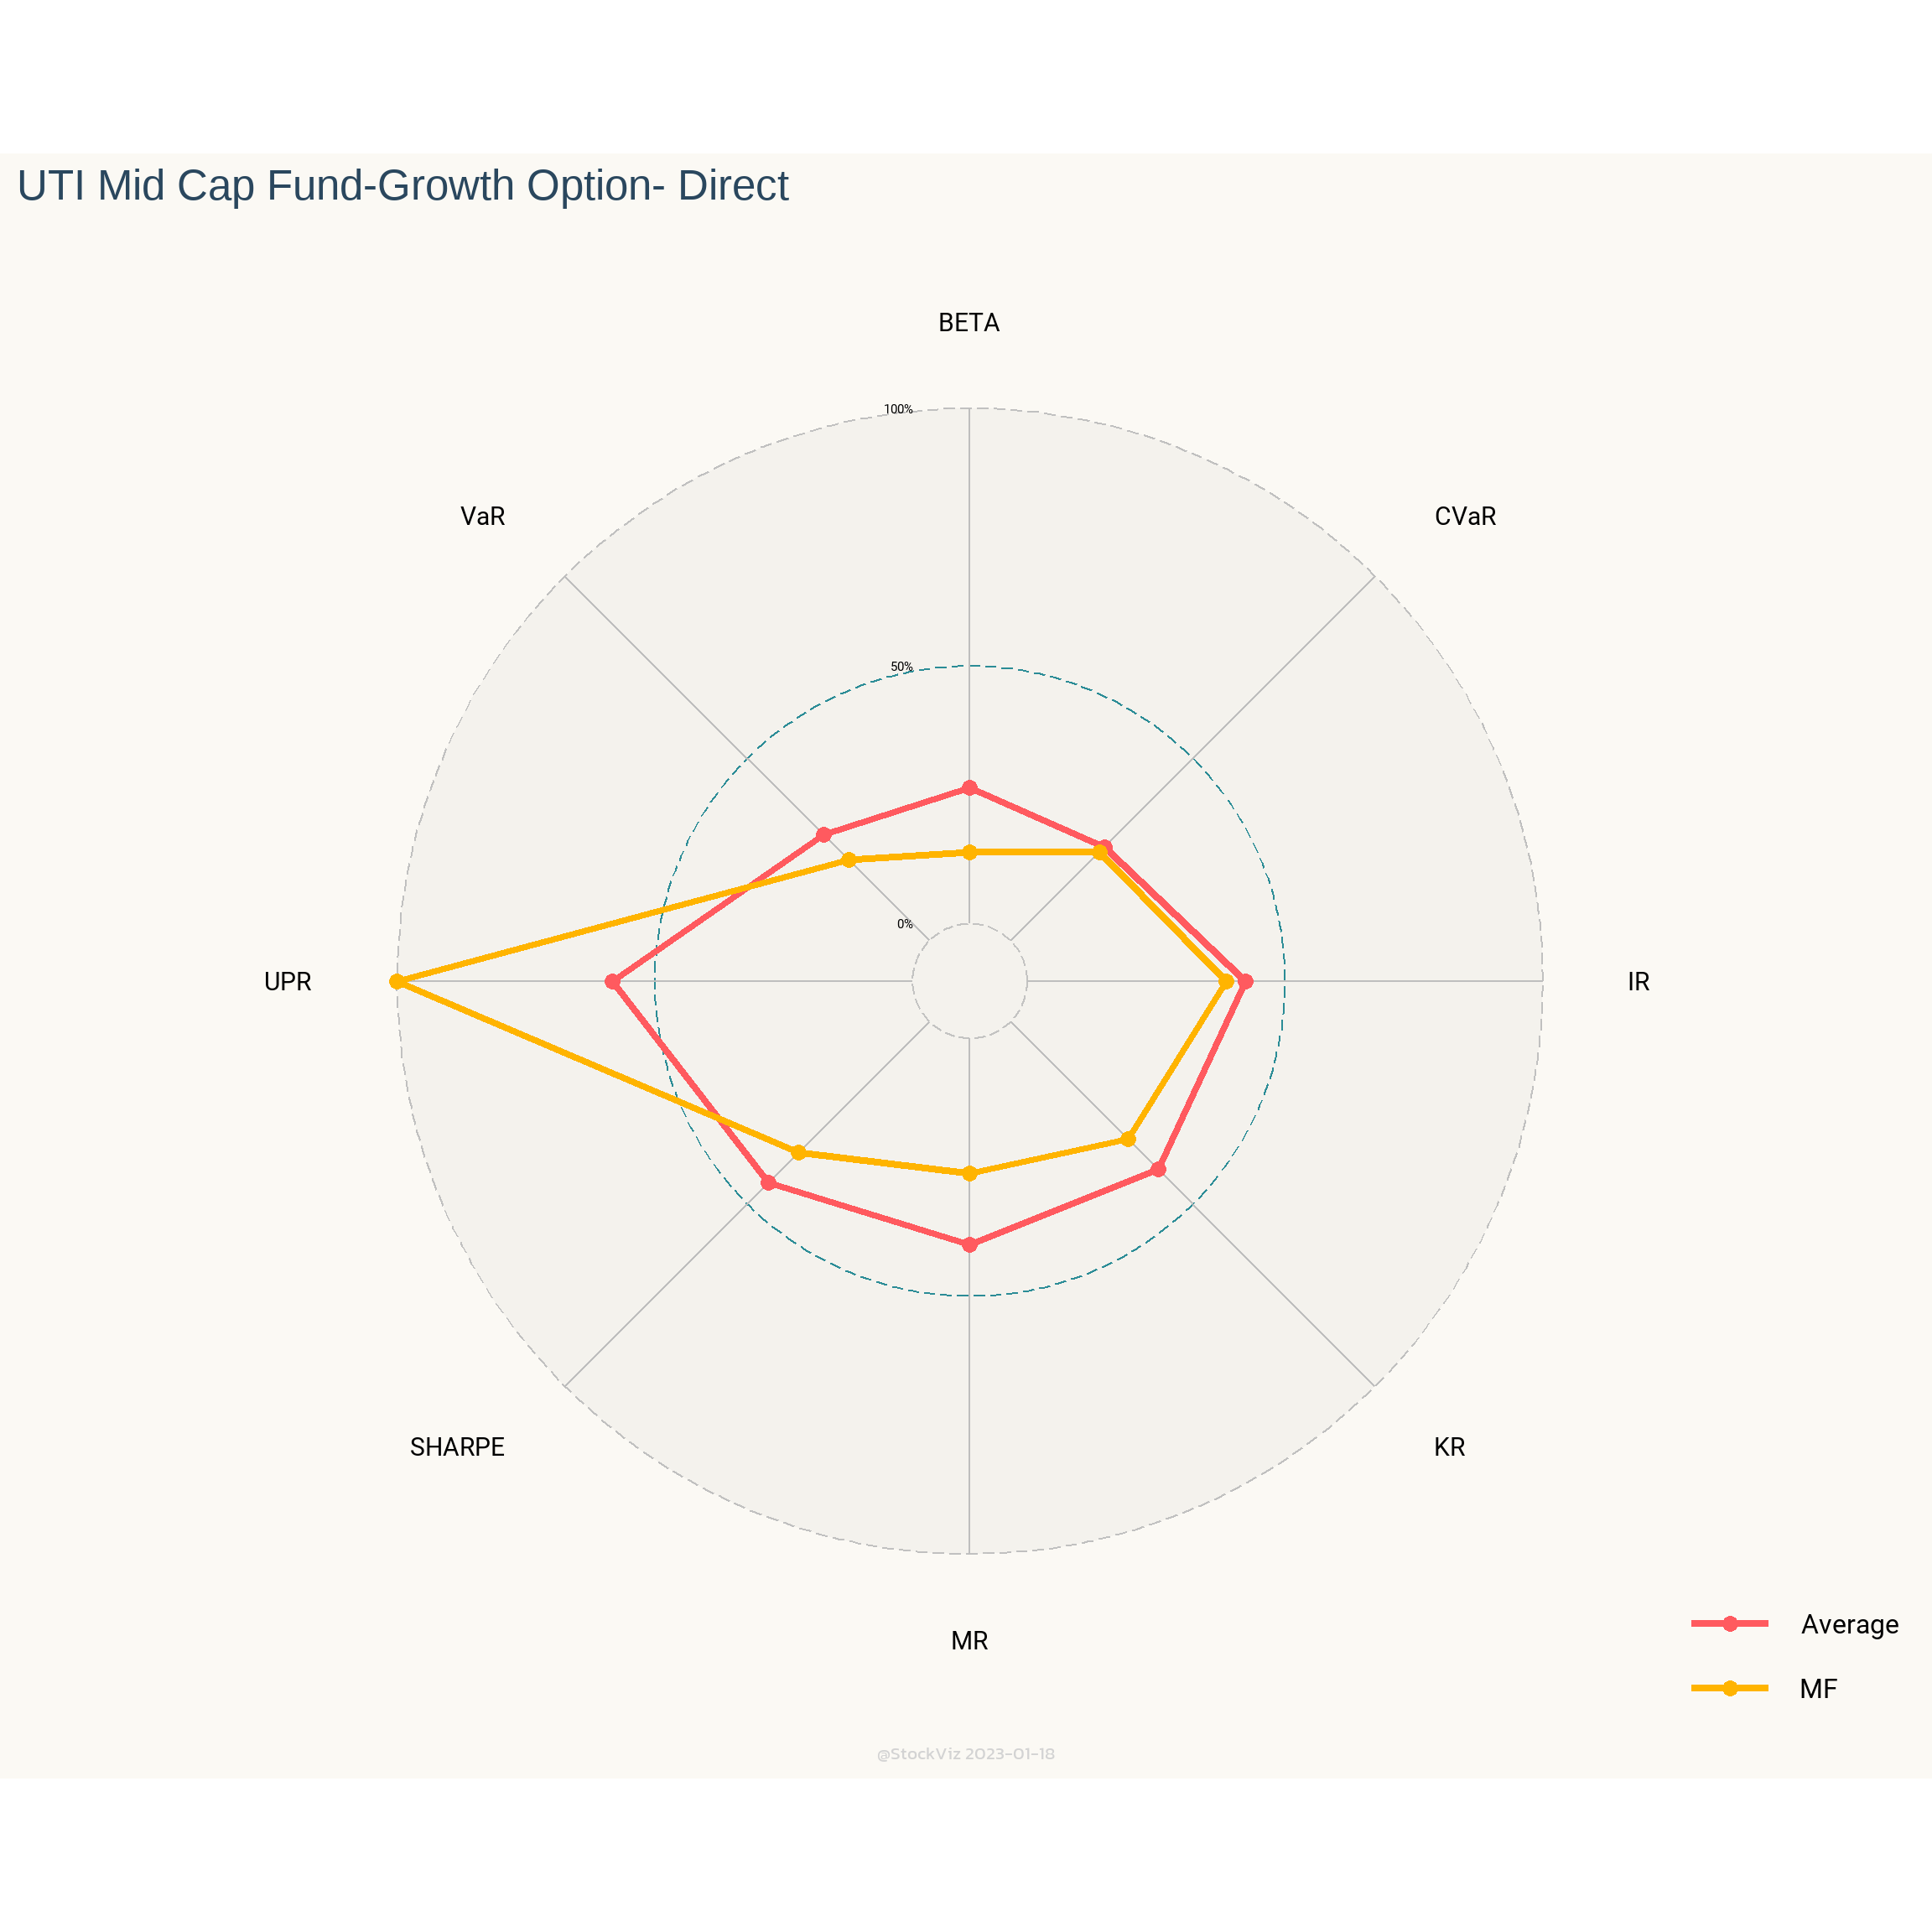 UTI Mid Cap Fund-Growth Option- Direct
BETA
100%
VaR
CVaR
50%
0%
UPR
IR
SHARPE
KR
MR
Average
MF
@StockViz 2023-01-18